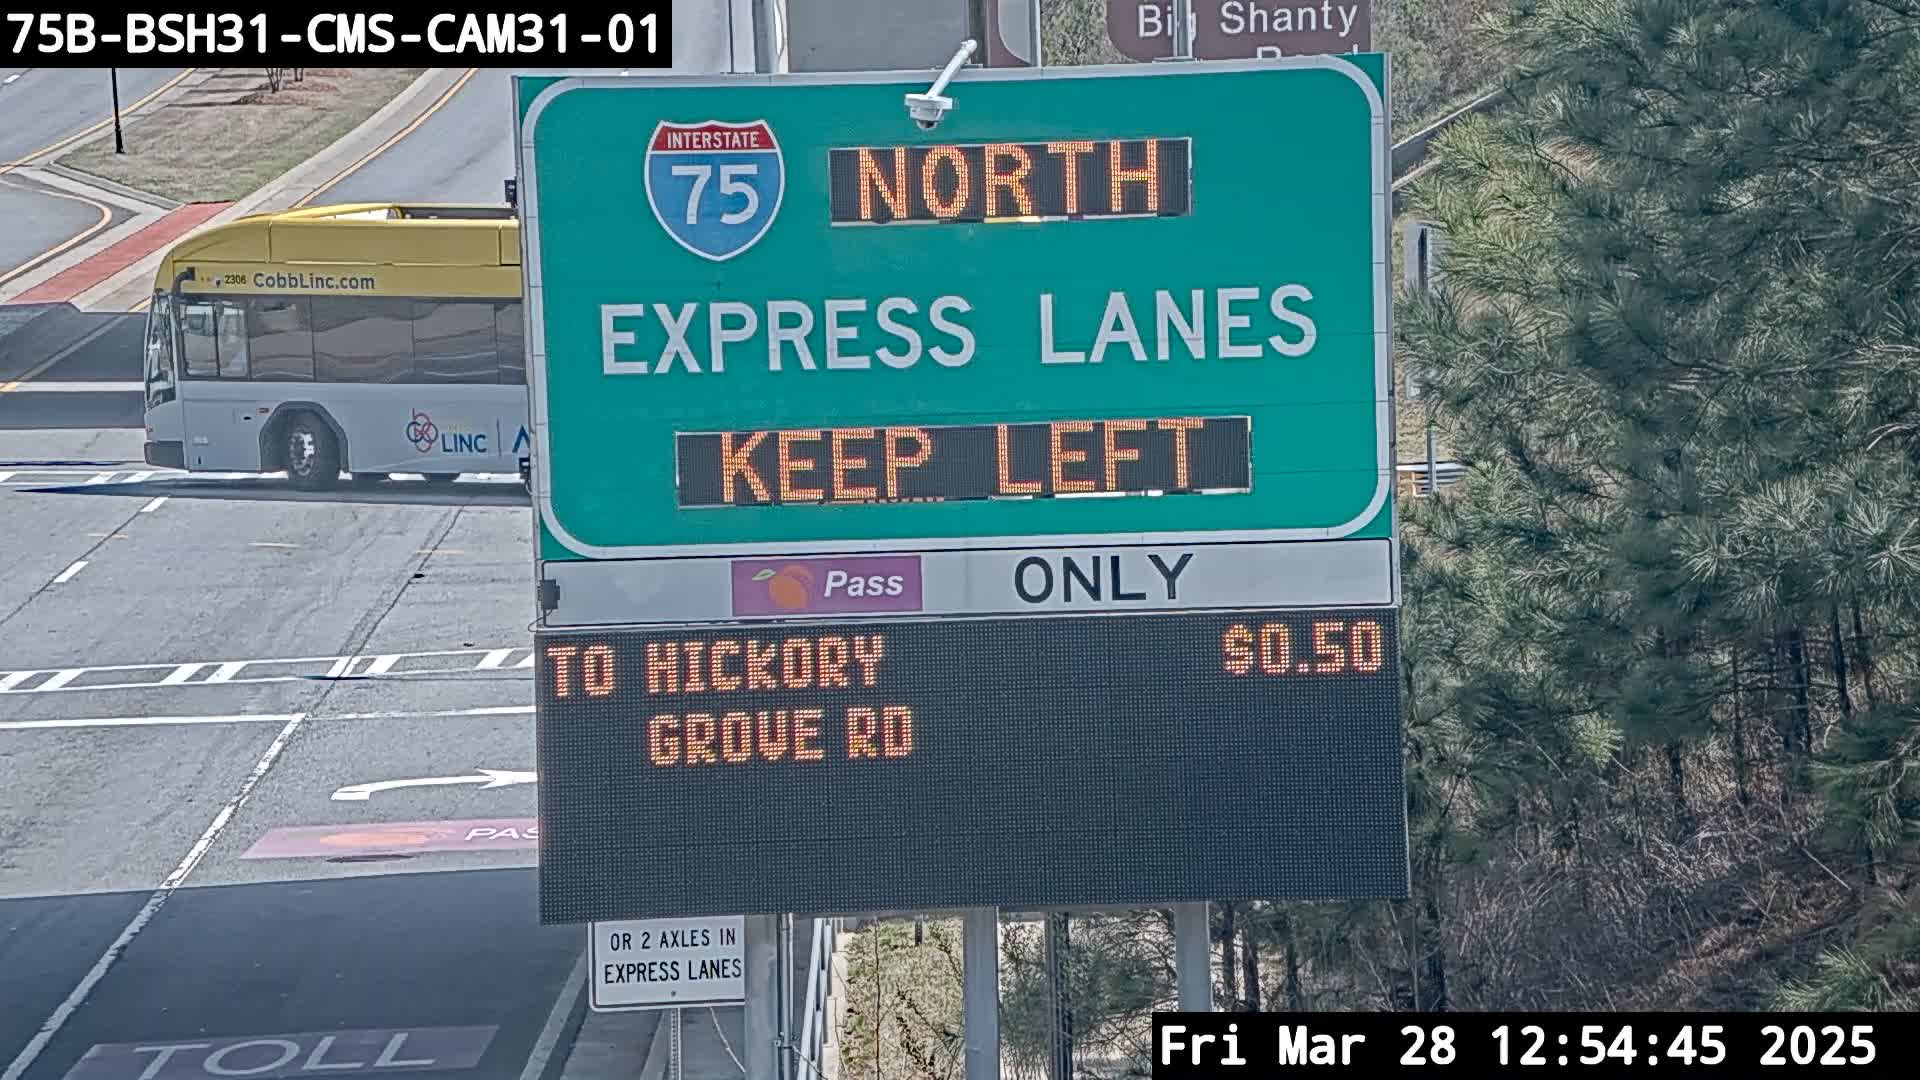 75B-BSH31-CMS-CAM31-01
Big Shanty
Road
INTERSTATE
75
NORTH
EXPRESS LANES
KEEP LEFT
Pass ONLY
TO HICKORY $0.50
GROVE RD
2306 CobbLinc.com
LINC
PAS
OR 2 AXLES IN
EXPRESS LANES
TOLL
Fri Mar 28 12:54:45 2025